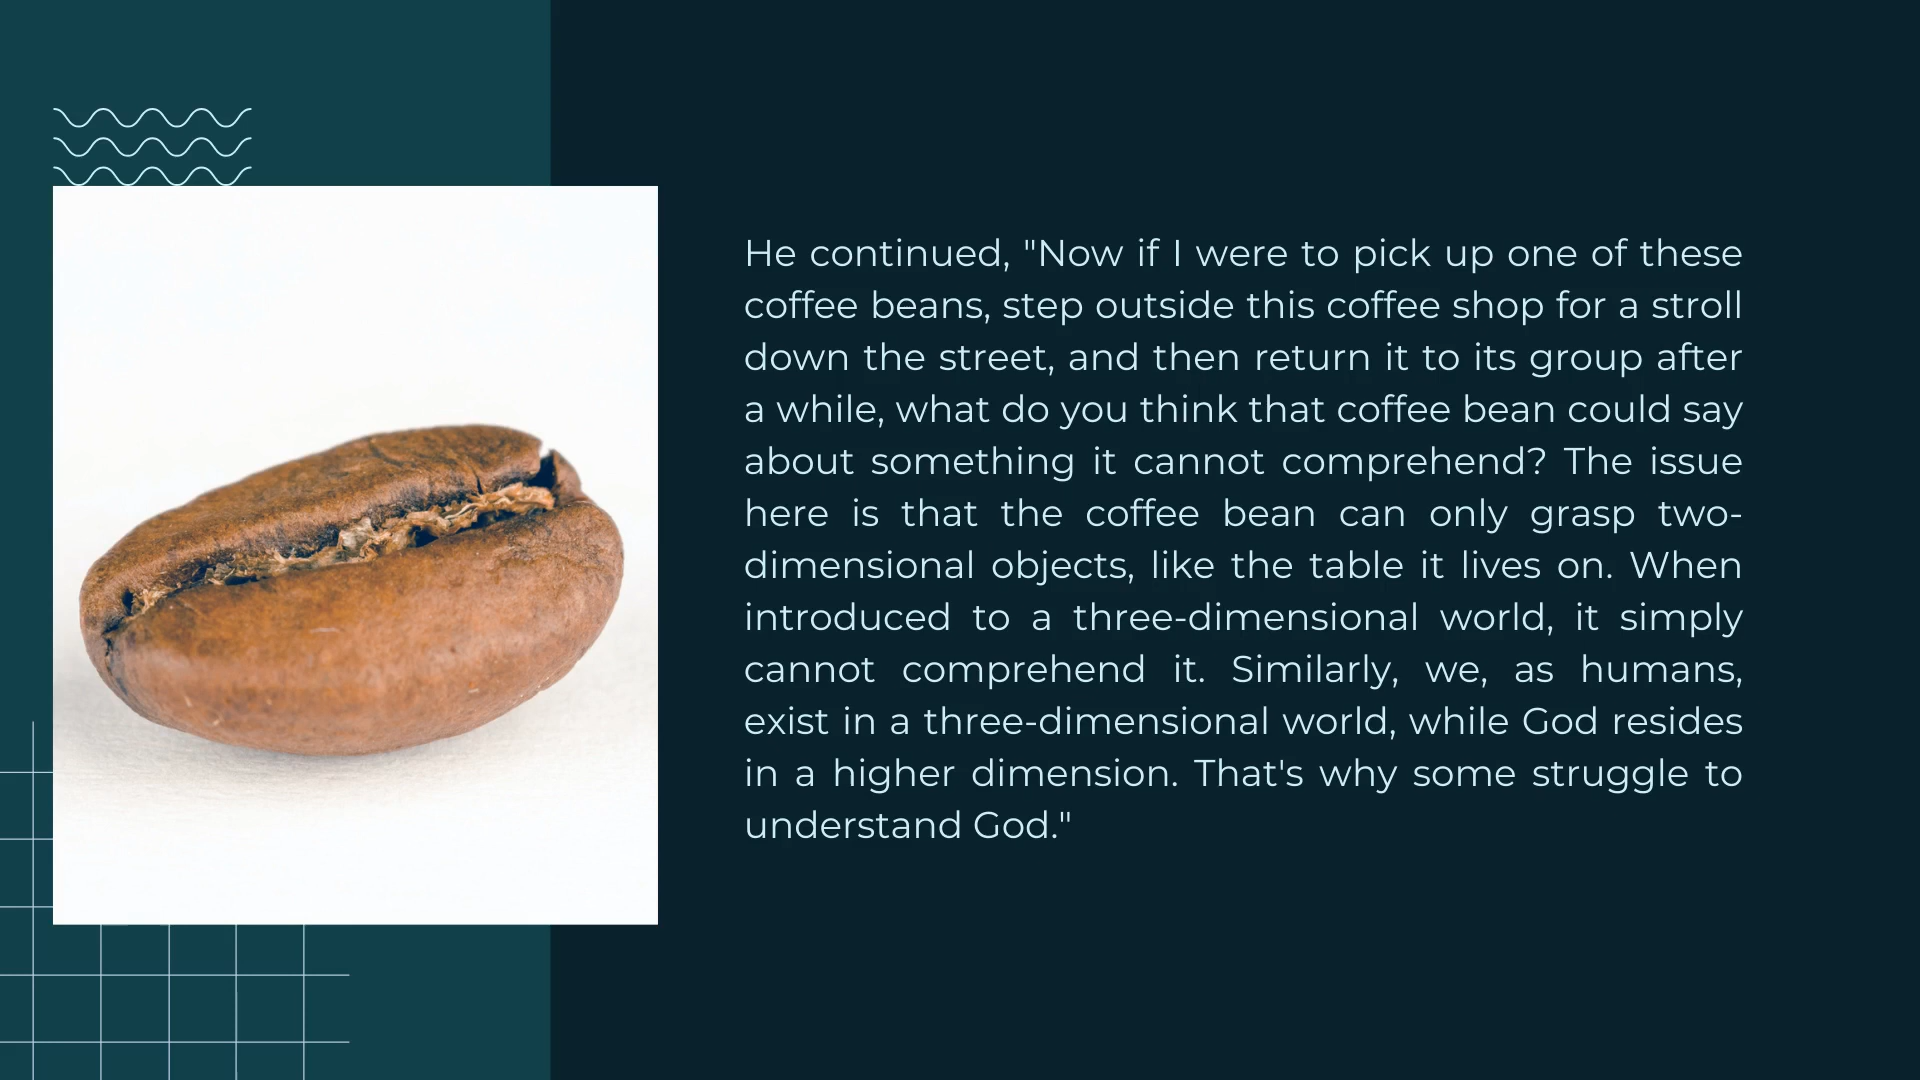 He continued, "Now if I were to pick up one of these
coffee beans, step outside this coffee shop for a stroll
down the street, and then return it to its group after
a while, what do you think that coffee bean could say
about something it cannot comprehend? The issue
here is that the coffee bean can only grasp two-
dimensional objects, like the table it lives on. When
introduced to a three-dimensional world, it simply
cannot comprehend it. Similarly, we, as humans,
exist in a three-dimensional world, while God resides
in a higher dimension. That's why some struggle to
understand God."